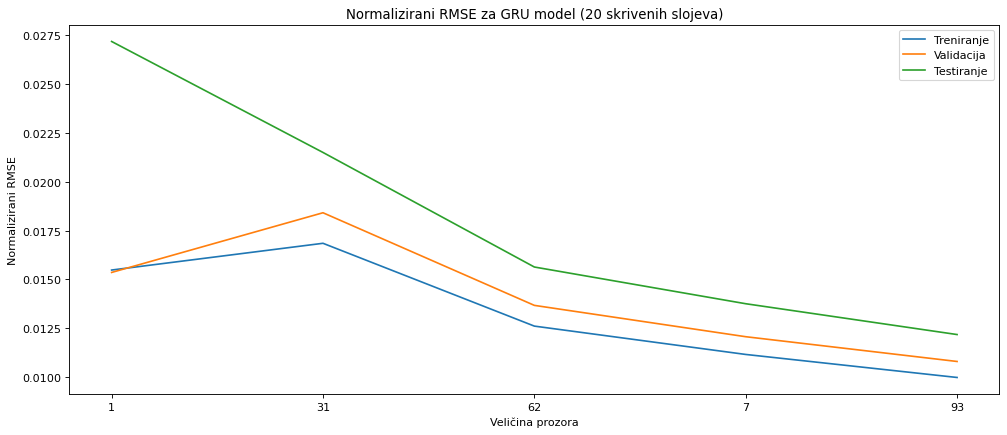 Normalizirani RMSE za GRU model (20 skrivenih slojeva)
Treniranje
Validacija
Testiranje
Normalizirani RMSE
0.0275
0.0250
0.0225
0.0200
0.0175
0.0150
0.0125
0.0100
1 31 62 7 93
Veličina prozora